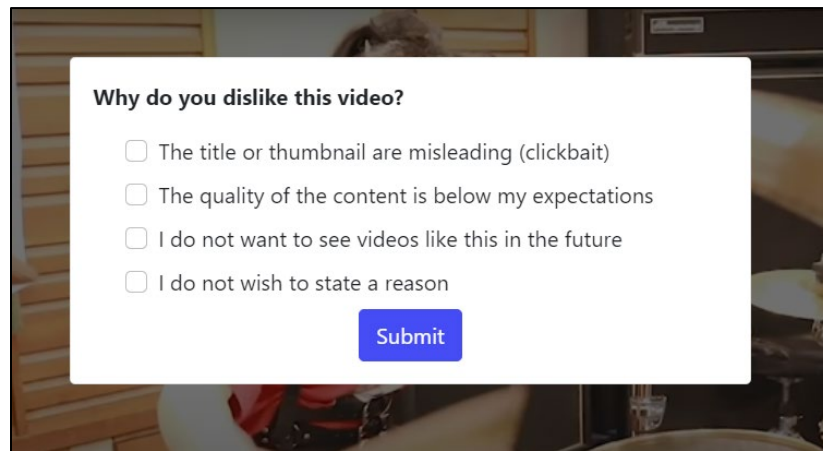 Why do you dislike this video?
The title or thumbnail are misleading (clickbait)
The quality of the content is below my expectations
I do not want to see videos like this in the future
I do not wish to state a reason
Submit